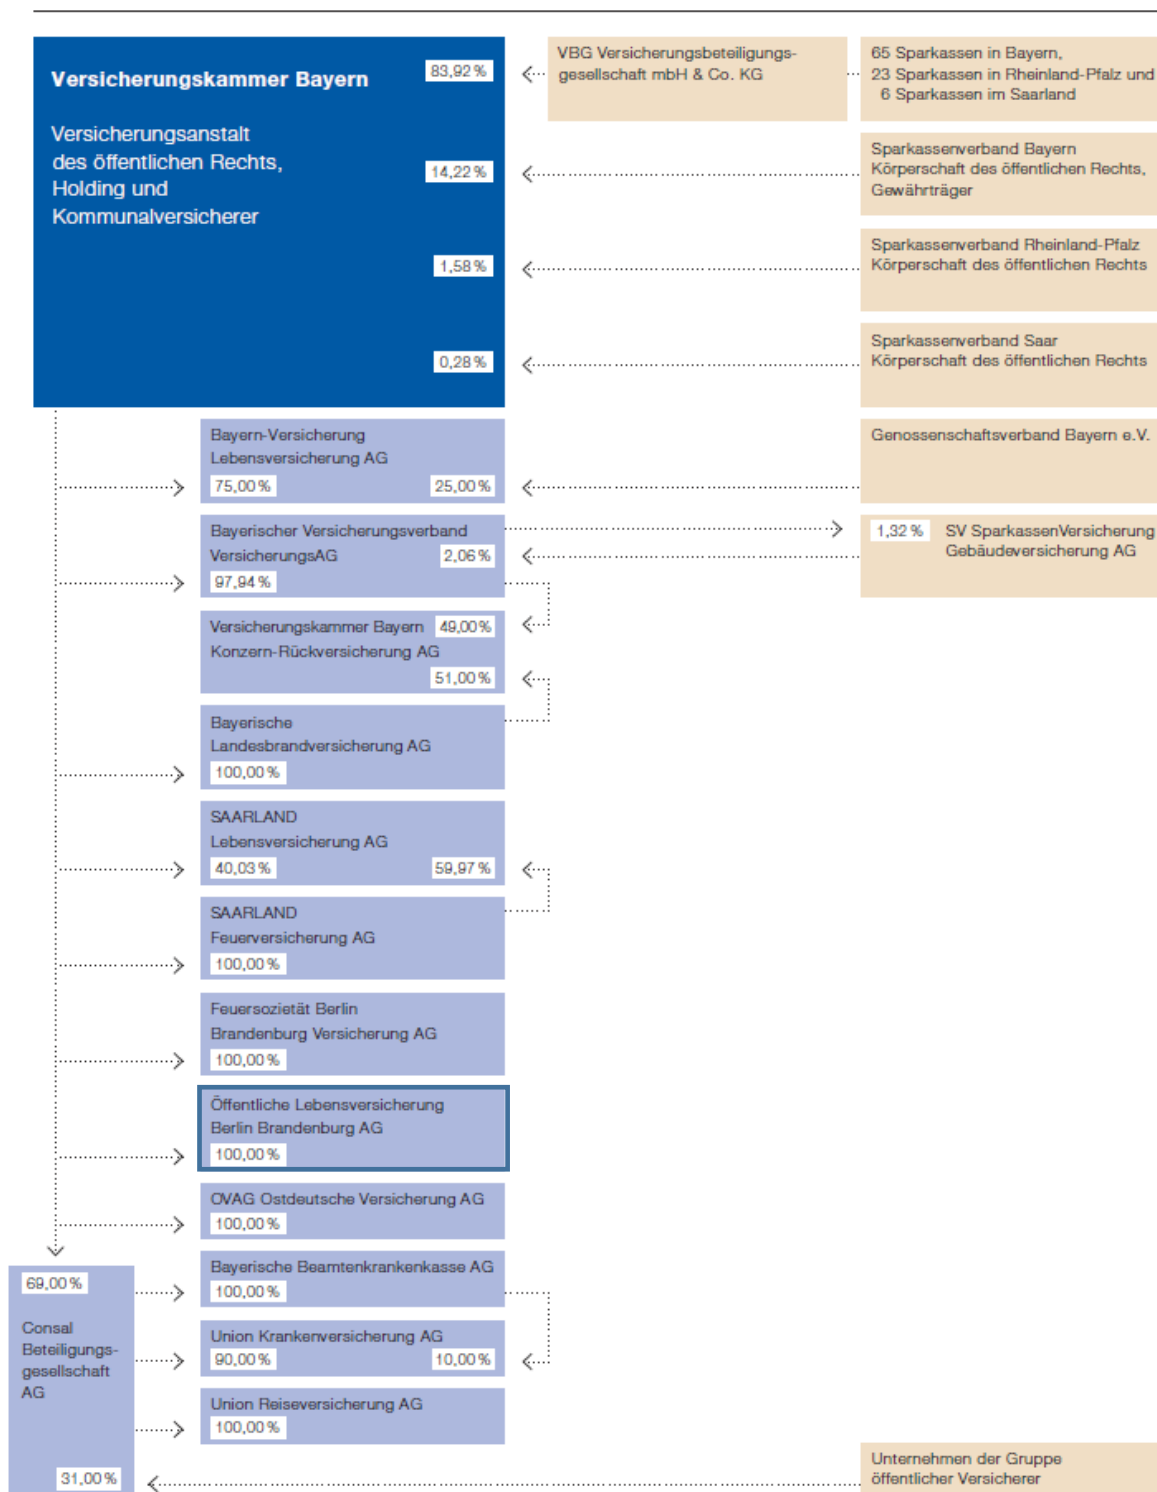 Versicherungskammer Bayern
83,92 %
Versicherungsanstalt
des öffentlichen Rechts,
Holding und
Kommunalversicherer
14,22 %
1,58 %
0,28 %
VBG Versicherungsbeteiligungs-
gesellschaft mbH & Co. KG
65 Sparkassen in Bayern,
23 Sparkassen in Rheinland-Pfalz und
6 Sparkassen im Saarland
Sparkassenverband Bayern
Körperschaft des öffentlichen Rechts,
Gewährträger
Sparkassenverband Rheinland-Pfalz
Körperschaft des öffentlichen Rechts
Sparkassenverband Saar
Körperschaft des öffentlichen Rechts
Bayern-Versicherung
Lebensversicherung AG
75,00 % 25,00 %
Genossenschaftsverband Bayern e.V.
Bayerischer Versicherungsverband
VersicherungsAG 2,06 %
97,94 %
1,32 % SV SparkassenVersicherung
Gebäudeversicherung AG
Versicherungskammer Bayern 49,00 %
Konzern-Rückversicherung AG
51,00 %
Bayerische
Landesbrandversicherung AG
100,00 %
SAARLAND
Lebensversicherung AG
40,03 % 59,97 %
SAARLAND
Feuerversicherung AG
100,00 %
Feuersozietät Berlin
Brandenburg Versicherung AG
100,00 %
Öffentliche Lebensversicherung
Berlin Brandenburg AG
100,00 %
OVAG Ostdeutsche Versicherung AG
100,00 %
69,00 %
Consal
Beteiligungs-
gesellschaft
AG
31,00 %
Bayerische Beamtenkrankenkasse AG
100,00 %
Union Krankenversicherung AG
90,00 % 10,00 %
Union Reiseversicherung AG
100,00 %
Unternehmen der Gruppe
öffentlicher Versicherer